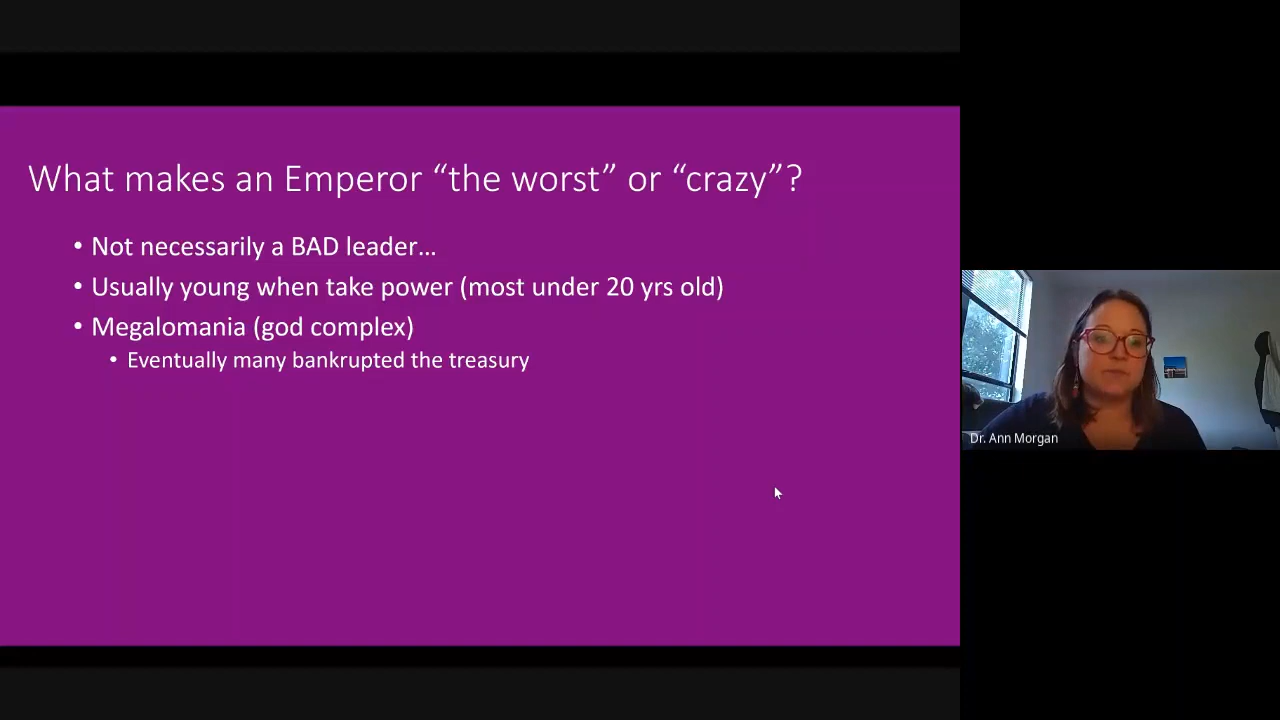 What makes an Emperor “the worst” or “crazy”?
• Not necessarily a BAD leader…
• Usually young when take power (most under 20 yrs old)
• Megalomania (god complex)
• Eventually many bankrupted the treasury
Dr. Ann Morgan